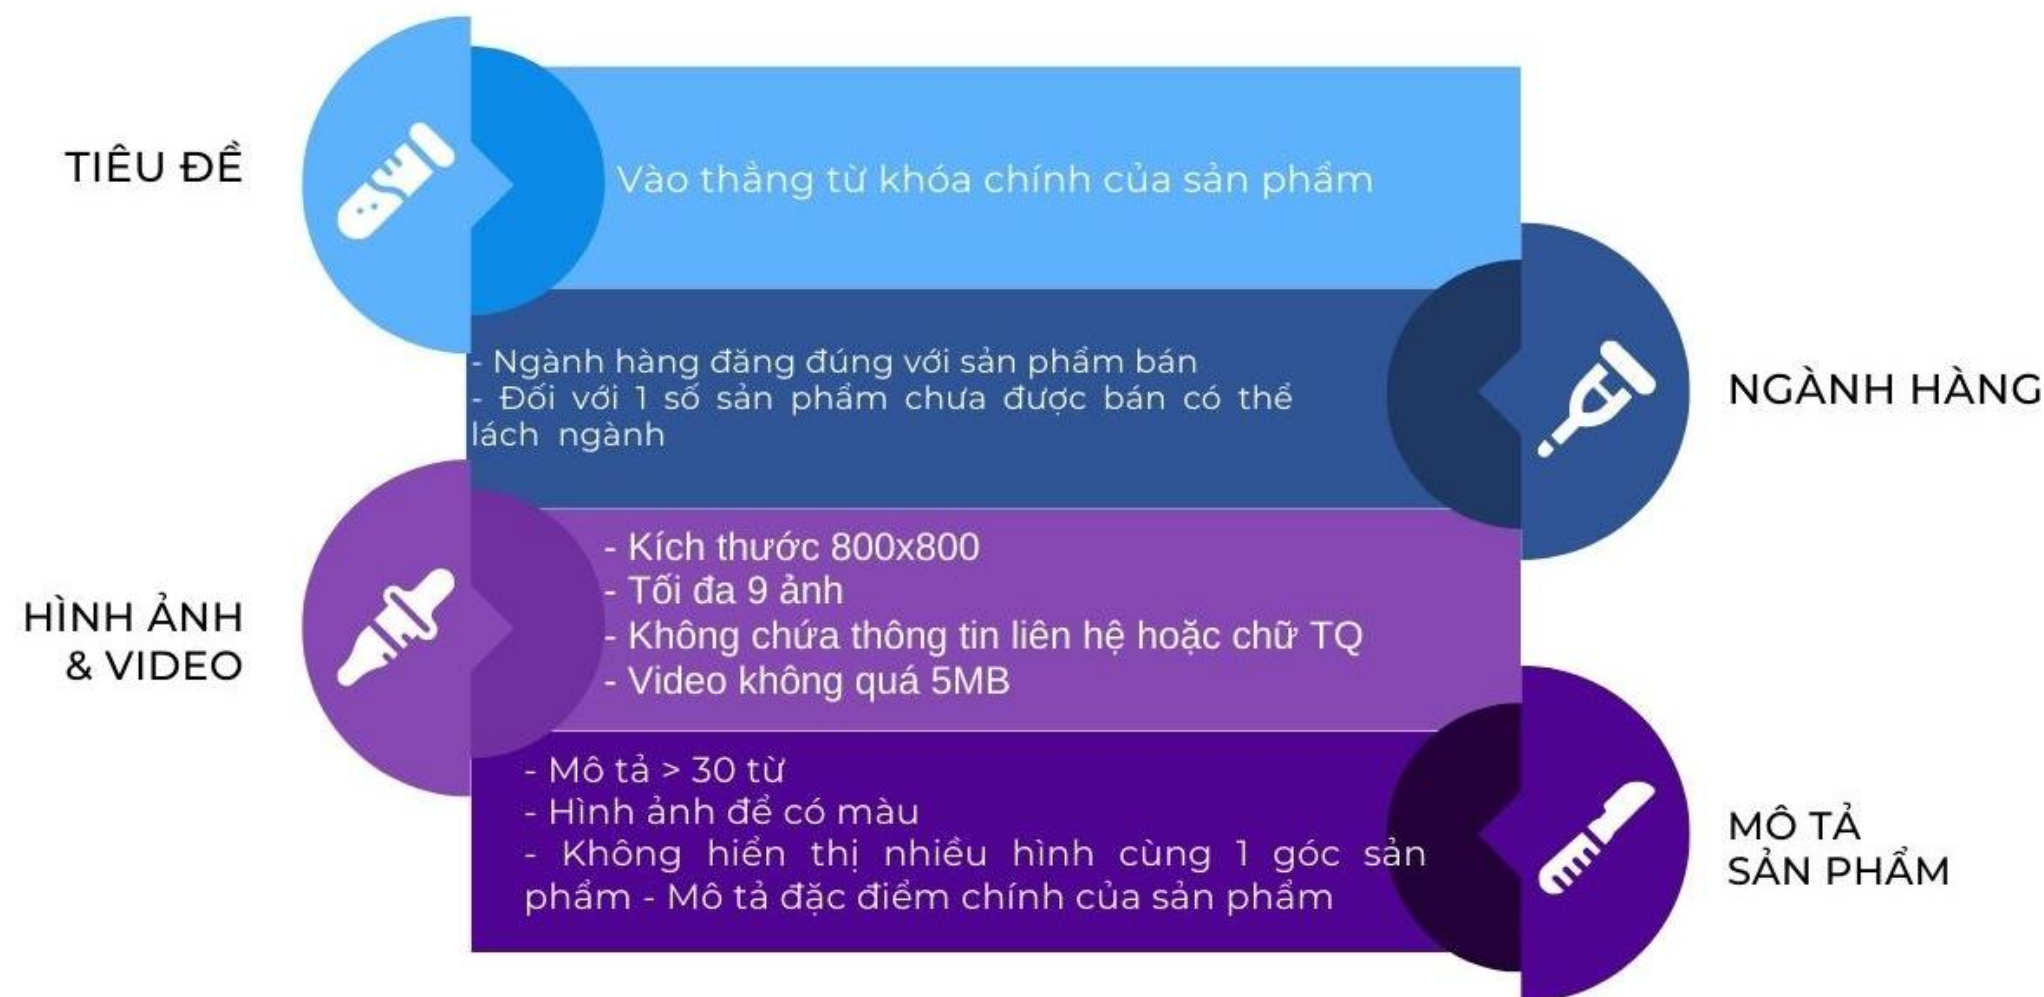 TIÊU ĐỀ
Vào thẳng từ khóa chính của sản phẩm
NGÀNH HÀNG
- Ngành hàng đăng đúng với sản phẩm bán
- Đối với 1 số sản phẩm chưa được bán có thể
lách ngành
HÌNH ẢNH
& VIDEO
- Kích thước 800x800
- Tối đa 9 ảnh
- Không chứa thông tin liên hệ hoặc chữ TQ
- Video không quá 5MB
MÔ TẢ
SẢN PHẨM
- Mô tả > 30 từ
- Hình ảnh để có màu
- Không hiển thị nhiều hình cùng 1 góc sản
phẩm - Mô tả đặc điểm chính của sản phẩm